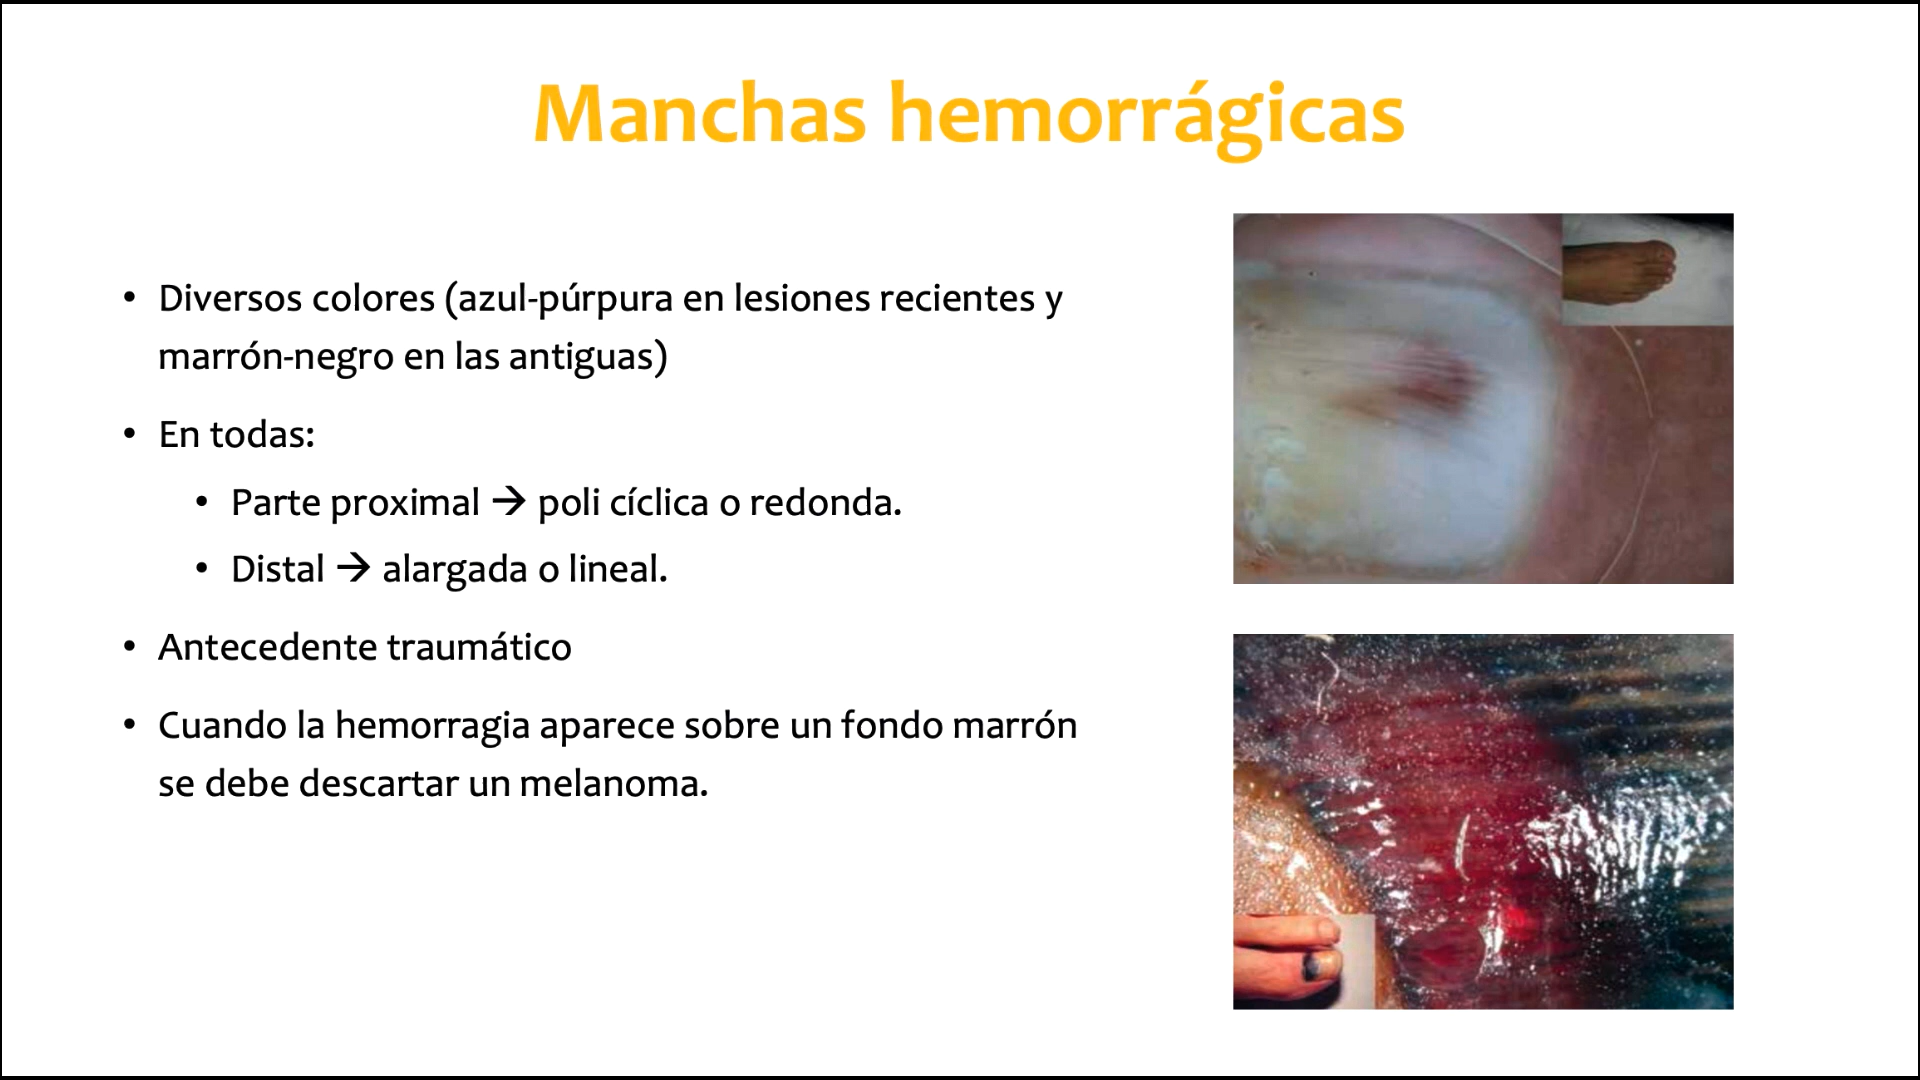 Manchas hemorrágicas
• Diversos colores (azul-púrpura en lesiones recientes y
marrón-negro en las antiguas)
• En todas:
• Parte proximal → poli cíclica o redonda.
• Distal → alargada o lineal.
• Antecedente traumático
• Cuando la hemorragia aparece sobre un fondo marrón
se debe descartar un melanoma.